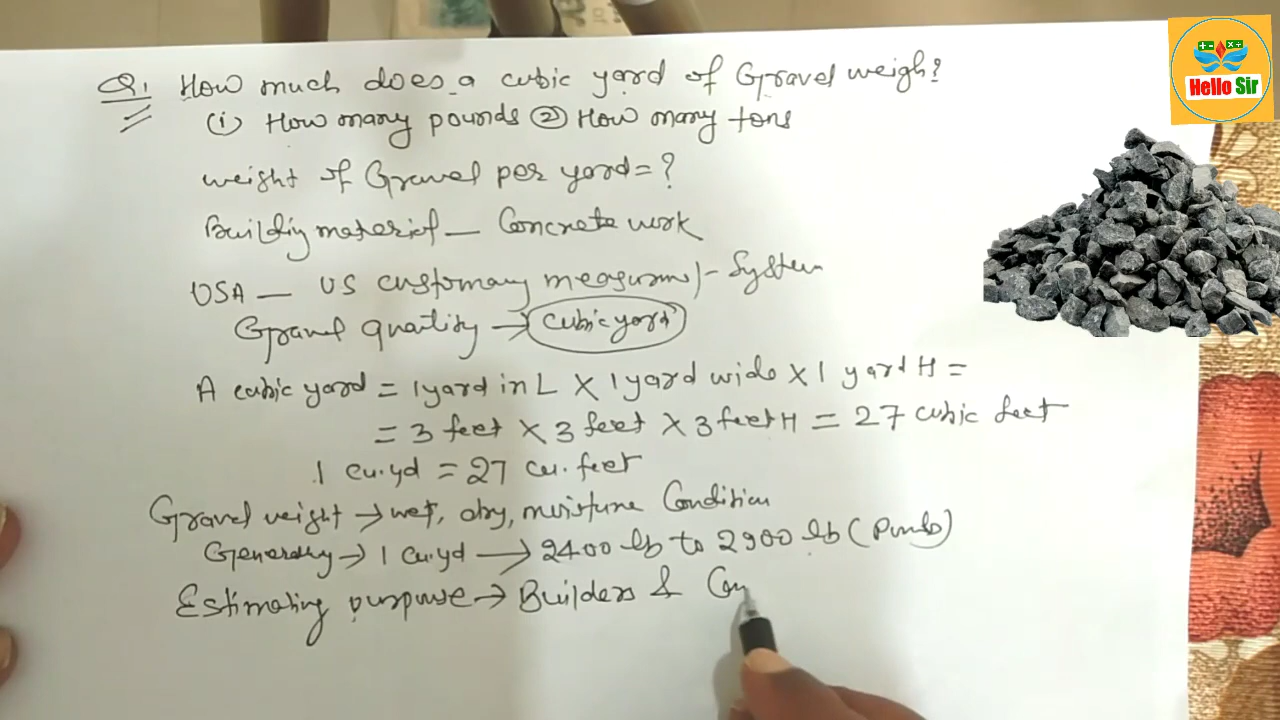 Q1. How much does a cubic yard of Gravel weigh?
(i) How many pounds (2) How many tons
weight of Gravel per yard = ?
Building material — Concrete work
USA — US customary measurment - System
Gravel quantity → cubic yard
A cubic yard = 1 yard in L × 1 yard wide × 1 yard H =
= 3 feet × 3 feet × 3 feet H = 27 cubic feet
1 cu.yd = 27 cu. feet
Gravel weight → wet, dry, moisture Condition
Generally → 1 cu.yd → 2400 lb to 2900 lb (Punds)
Estimating purpose → Builders & Con
Hello Sir